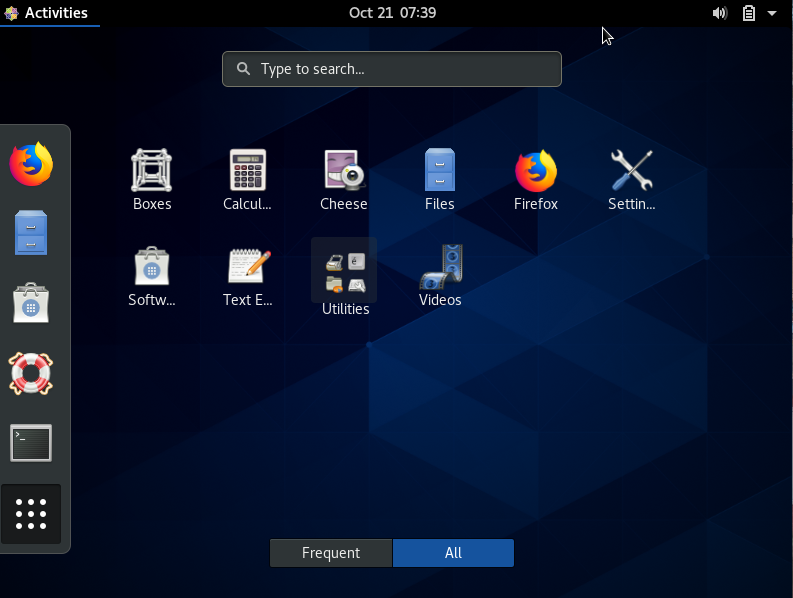 Activities
Oct 21 07:39
Type to search...
Boxes
Calcul...
Cheese
Files
Firefox
Settin...
Softw...
Text E...
Utilities
Videos
Frequent
All